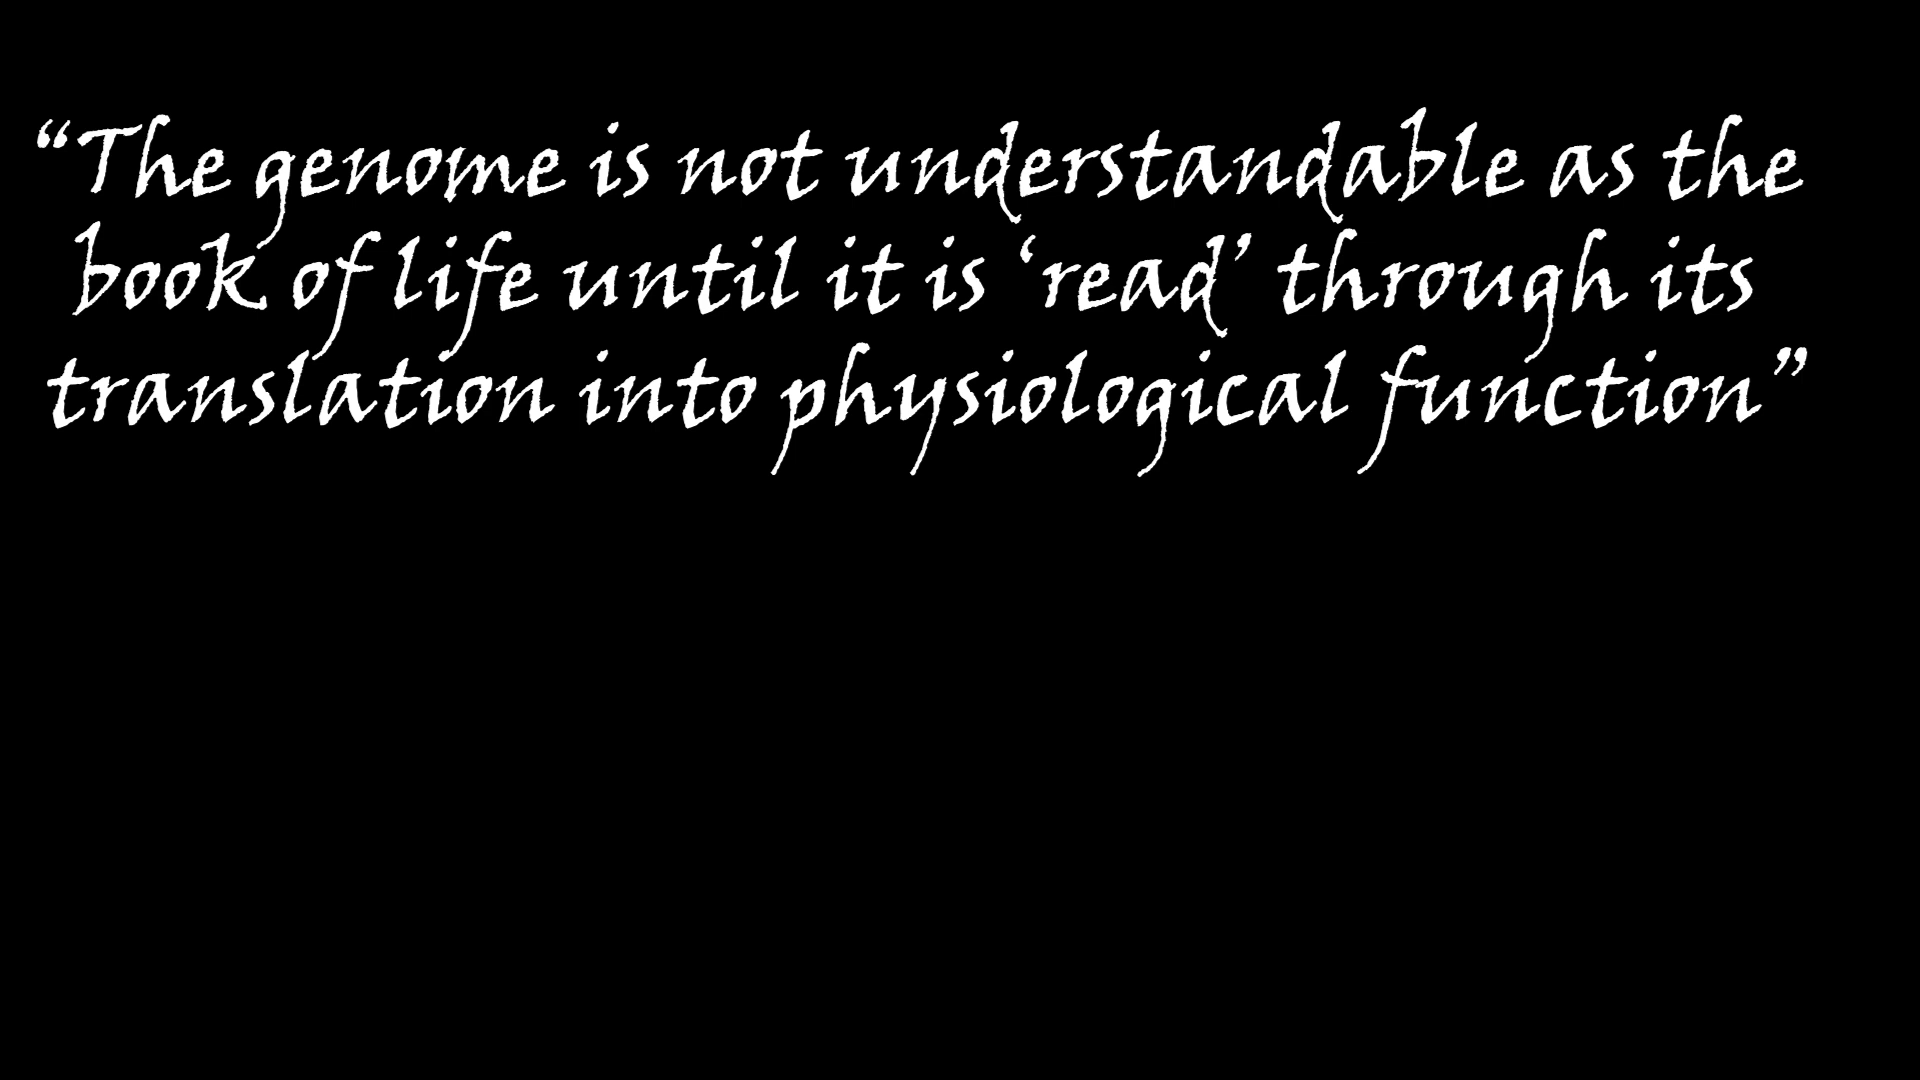 “The genome is not understandable as the
book of life until it is ‘read’ through its
translation into physiological function”